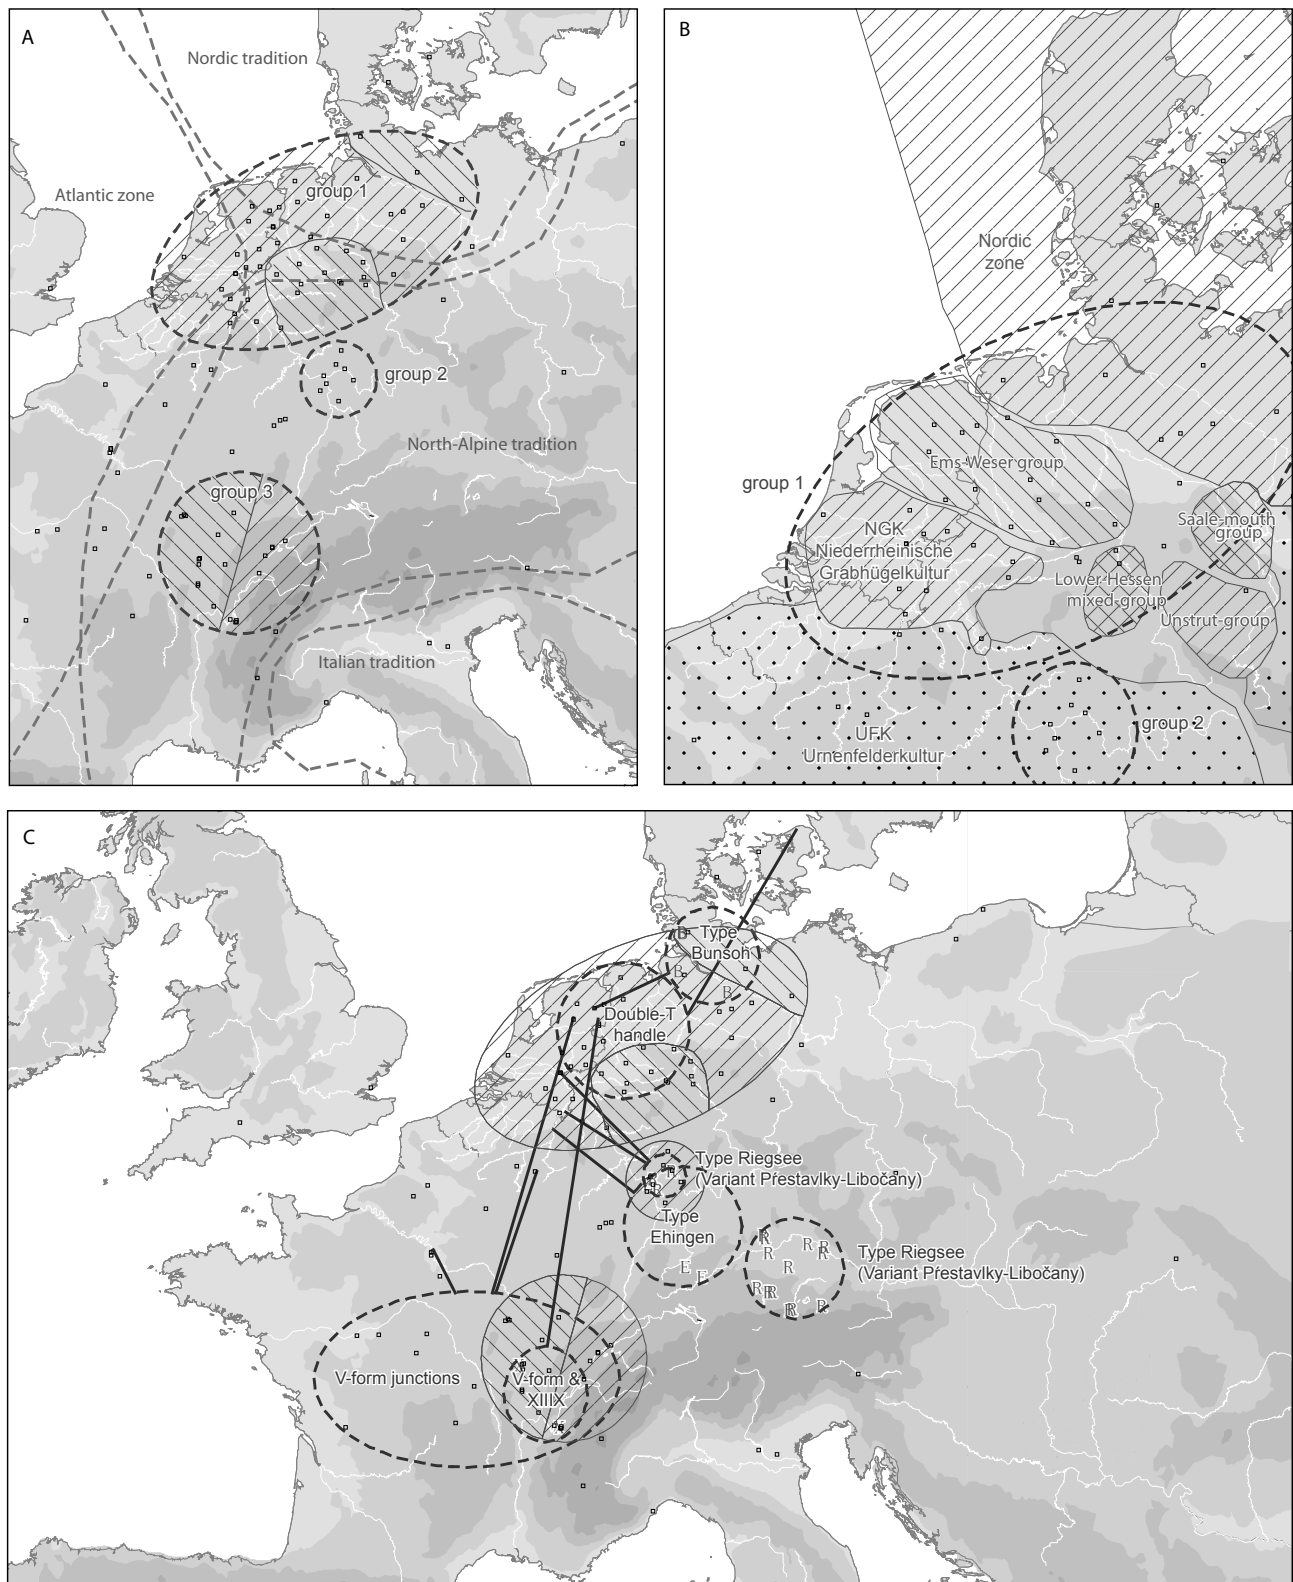 A
Nordic tradition
Atlantic zone
group 1
group 2
North-Alpine tradition
group 3
Italian tradition
B
Nordic
zone
group 1
Ems-Weser group
NGK
Niederrheinische
Grabhügelkultur
Saale-mouth
group
Lower-Hessen
mixed-group
Unstrut-group
UFK
Urnenfelderkultur
group 2
C
B
Type
Bunsoh
B
B
Double-T
handle
Type Riegsee
(Variant Přestavlky-Libočany)
R
R
R
Type
Ehingen
E
E
Type Riegsee
(Variant Přestavlky-Libočany)
R
R
R
R
R
R
R
R
R
R
R
R
R
V-form junctions
V-form &
XIIIX